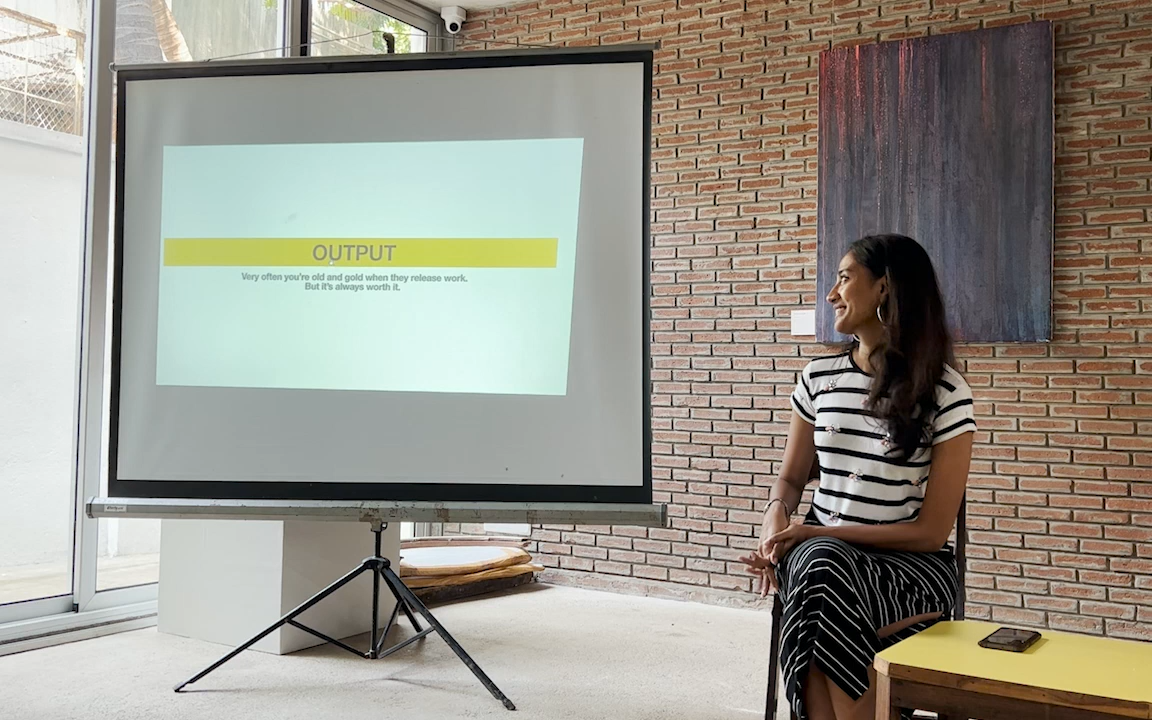 OUTPUT
Very often you're old and gold when they release work.
But it's always worth it.